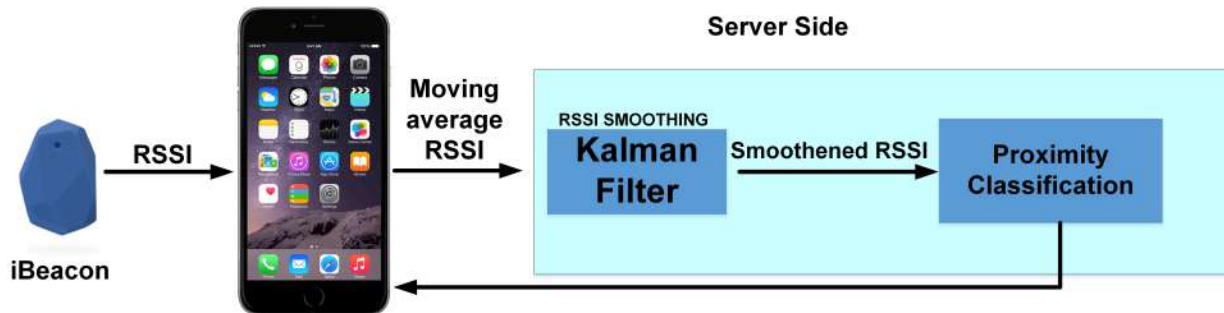 Server Side
RSSI
Moving
average
RSSI
RSSI SMOOTHING
Kalman
Filter
Smoothened RSSI
Proximity
Classification
iBeacon